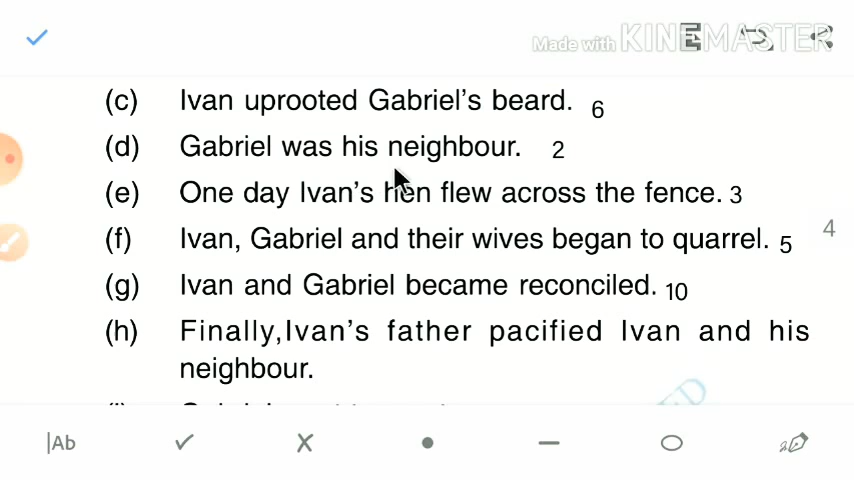 Made with KINEMASTER
(c) Ivan uprooted Gabriel's beard. 6
(d) Gabriel was his neighbour. 2
(e) One day Ivan's hen flew across the fence. 3
4
(f) Ivan, Gabriel and their wives began to quarrel. 5
(g) Ivan and Gabriel became reconciled. 10
(h) Finally,Ivan's father pacified Ivan and his
neighbour.
|Ab